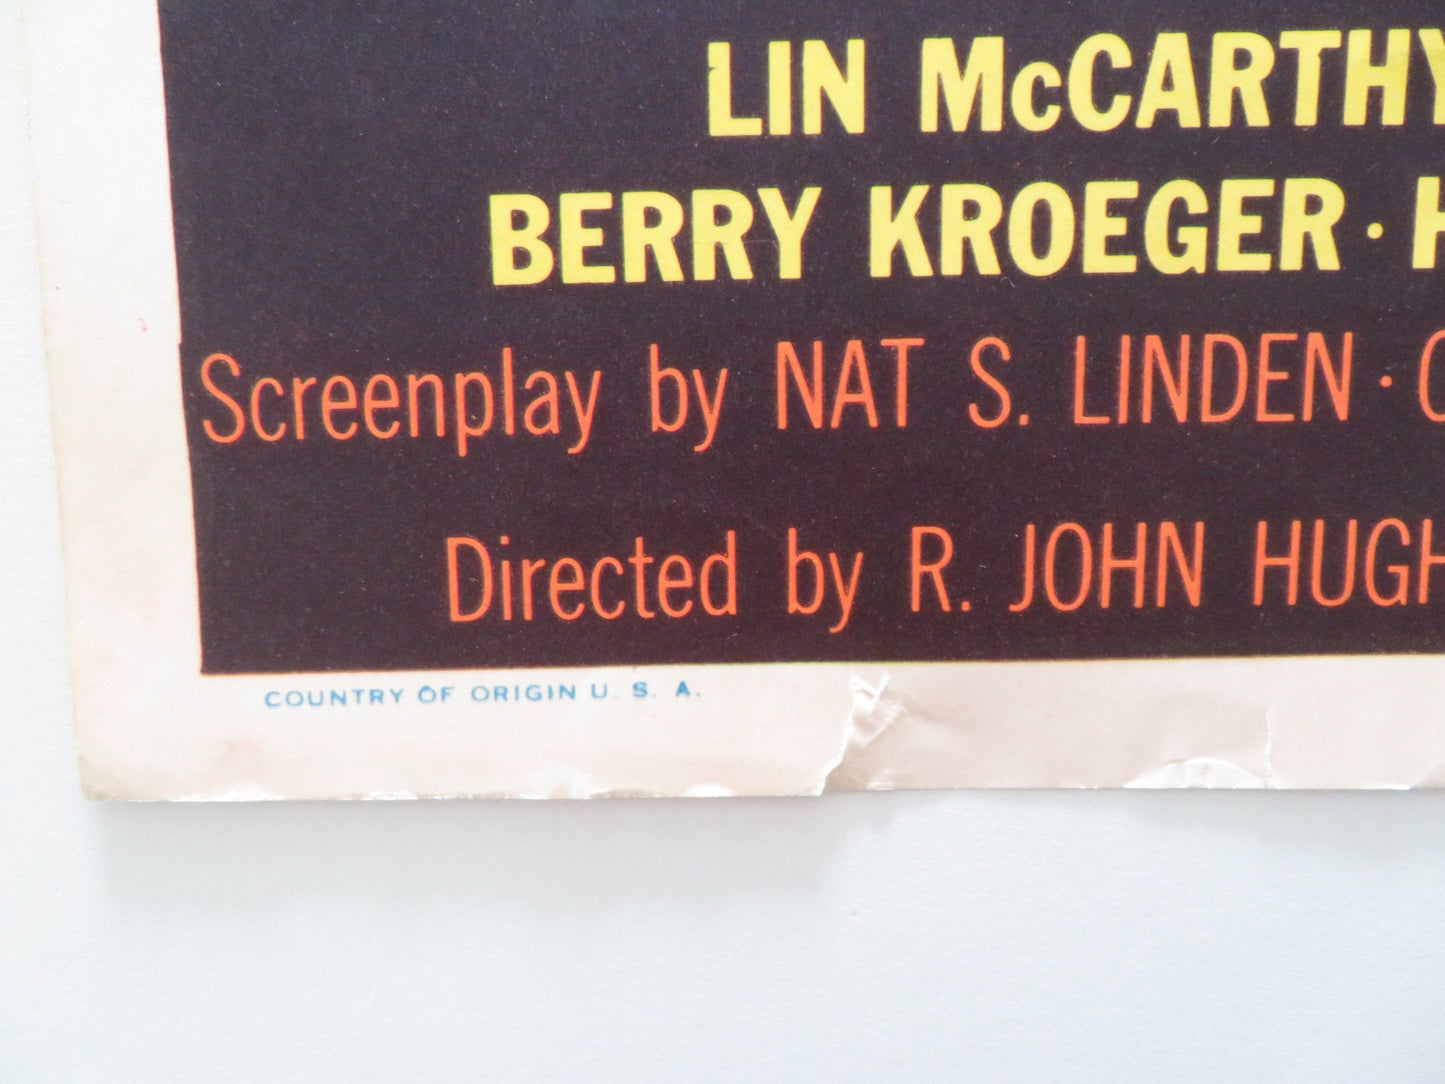 LIN McCARTHY
BERRY KROEGER · H
Screenplay by NAT S. LINDEN ·
Directed by R. JOHN HUGH
COUNTRY OF ORIGIN U. S. A.